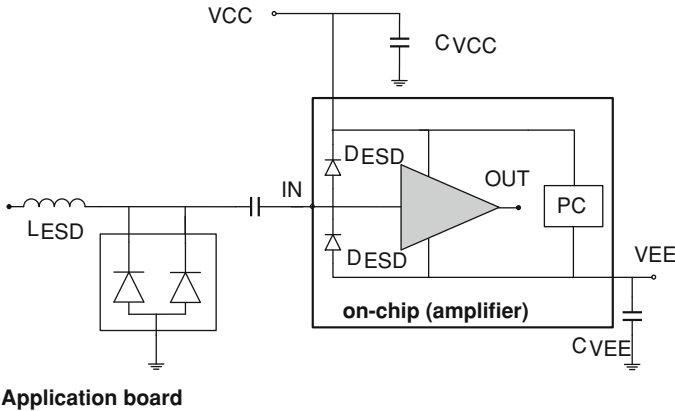 VCC
CVCC
DESD
IN
OUT
PC
LESD
DESD
VEE
on-chip (amplifier)
CVEE
Application board